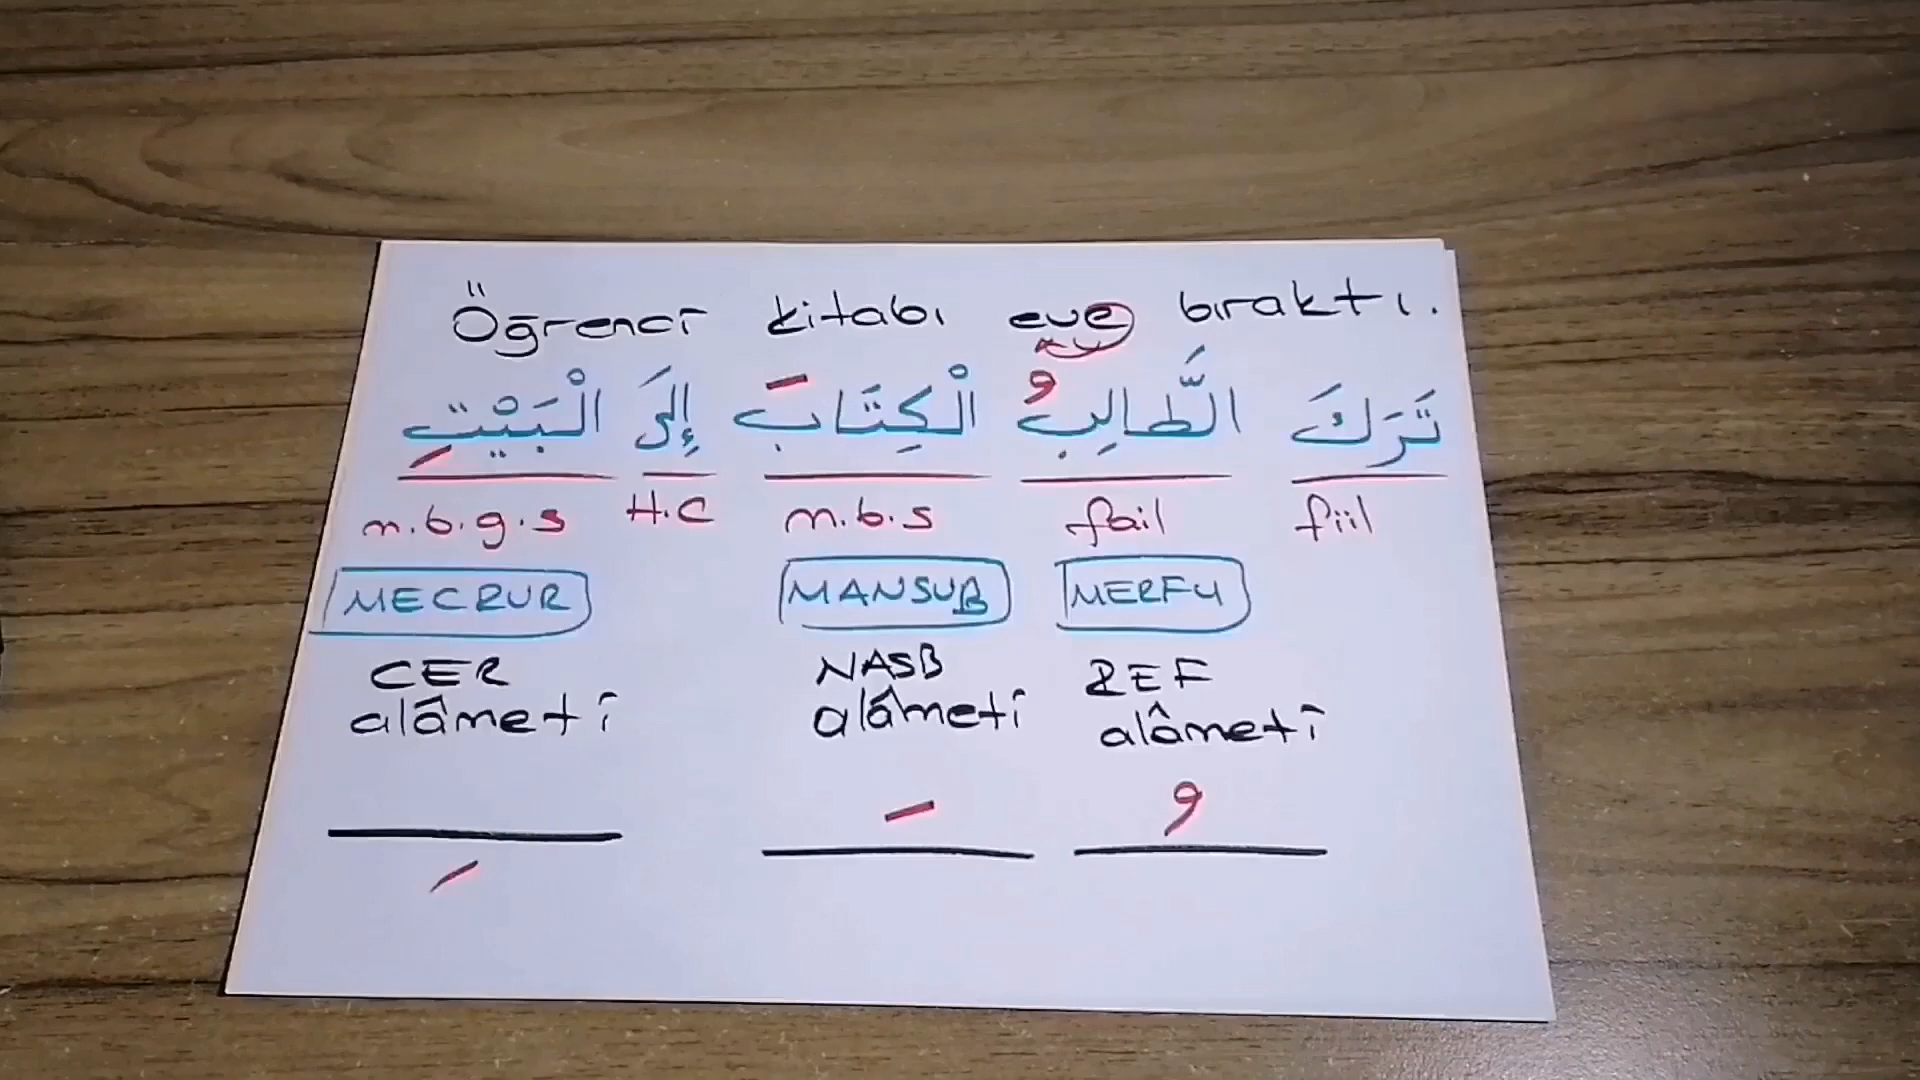 Öğrenci kitabı eve bıraktı.
تَرَكَ الطَّالِبُ الْكِتَابَ إِلَى الْبَيْتِ
m.b.g.s H.C m.b.s fail fiil
MECRUR MANSUB MERFU
CER NASB REF
alâmeti alâmeti alâmeti